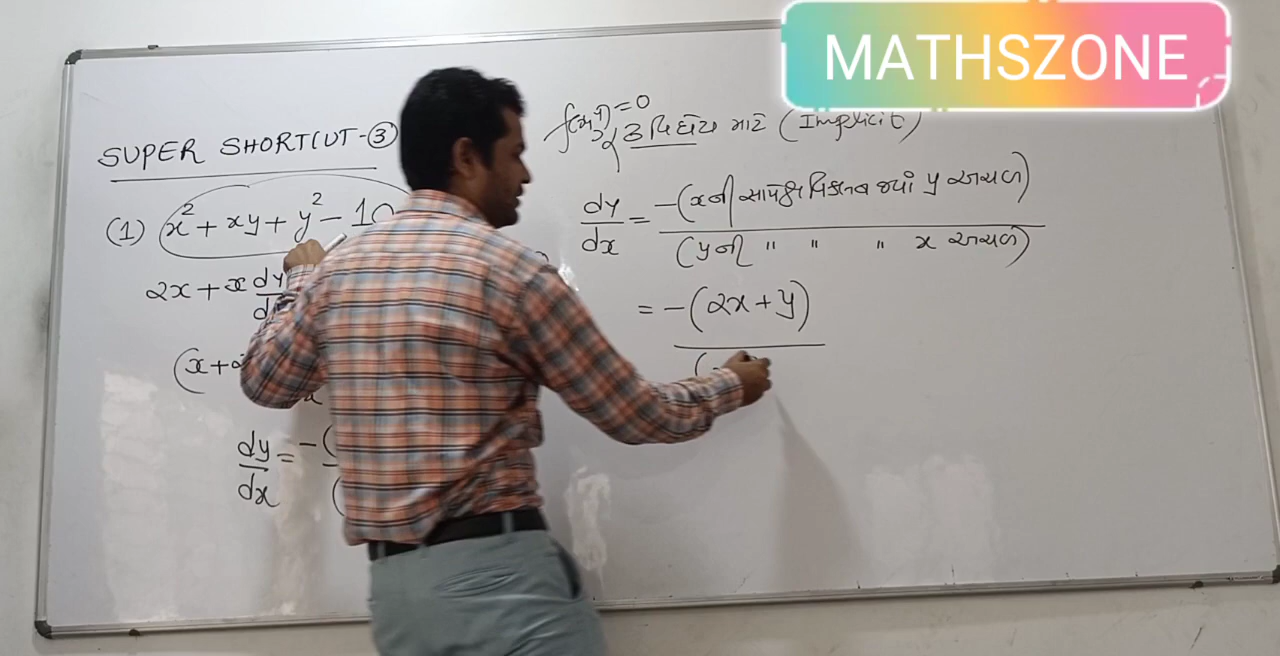 MATHSZONE
SUPER SHORTCUT-③
(1) x² + xy + y² - 10
2x + x dy
(x+2
dy/dx = -(
f(x,y) = 0
વિધેય માટે (Implicit)
dy/dx = -(xની સાપેક્ષ વિકલન જ્યાં y અચળ)
(yની " " " x અચળ)
= -(2x+y)
(